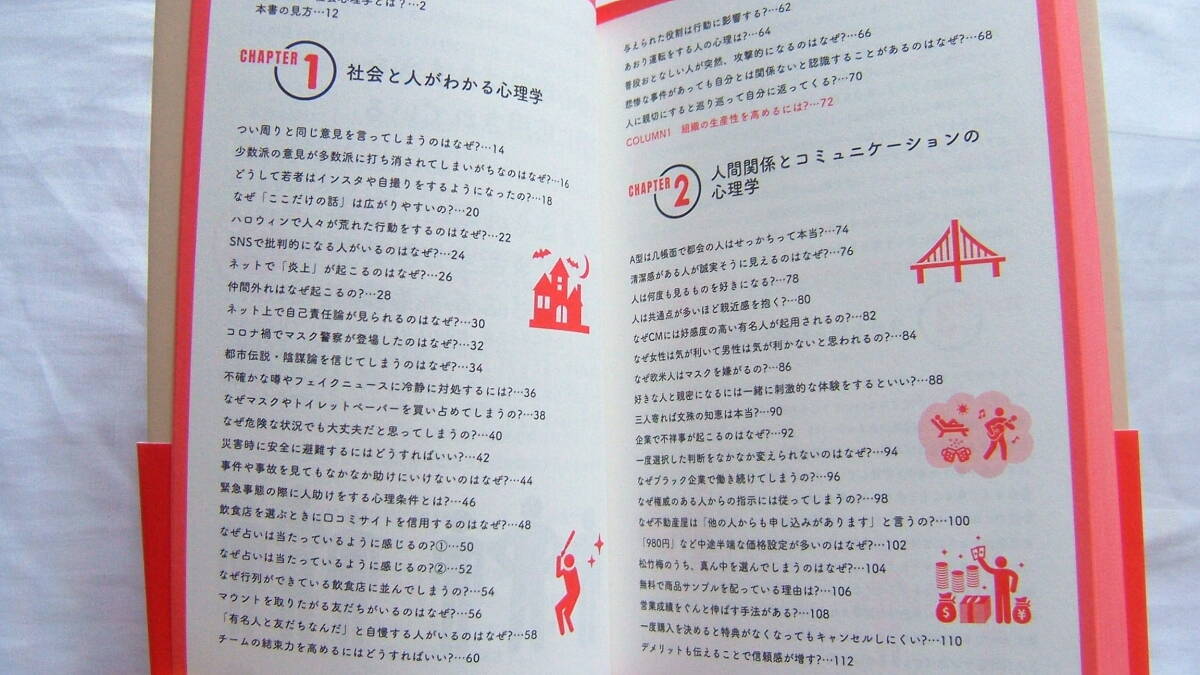 社会心理学とは？…2
本書の見方…12
CHAPTER 1 社会と人がわかる心理学
つい周りと同じ意見を言ってしまうのはなぜ?…14
少数派の意見が多数派に打ち消されてしまいがちなのはなぜ?…16
どうして若者はインスタや自撮りをするようになったの?…18
なぜ「ここだけの話」は広がりやすいの?…20
ハロウィンで人々が荒れた行動をするのはなぜ?…22
SNSで批判的になる人がいるのはなぜ?…24
ネットで「炎上」が起こるのはなぜ?…26
仲間外れはなぜ起こるの?…28
ネット上で自己責任論が見られるのはなぜ?…30
コロナ禍でマスク警察が登場したのはなぜ?…32
都市伝説・陰謀論を信じてしまうのはなぜ?…34
不確かな噂やフェイクニュースに冷静に対処するには?…36
なぜマスクやトイレットペーパーを買い占めてしまうの?…38
なぜ危険な状況でも大丈夫だと思ってしまうの?…40
災害時に安全に避難するにはどうすればいい?…42
事件や事故を見てもなかなか助けにいけないのはなぜ?…44
緊急事態の際に人助けをする心理条件とは?…46
飲食店を選ぶときに口コミサイトを信用するのはなぜ?…48
なぜ占いは当たっているように感じるの?①…50
なぜ占いは当たっているように感じるの?②…52
なぜ行列ができている飲食店に並んでしまうの?…54
マウントを取りたがる友だちがいるのはなぜ?…56
「有名人と友だちなんだ」と自慢する人がいるのはなぜ?…58
チームの結束力を高めるにはどうすればいい?…60
与えられた役割は行動に影響する?…62
あおり運転をする人の心理は?…64
普段おとなしい人が突然、攻撃的になるのはなぜ?…66
悲惨な事件があっても自分とは関係ないと認識することがあるのはなぜ?…68
人に親切にすると巡り巡って自分に返ってくる?…70
COLUMN1 組織の生産性を高めるには?…72
CHAPTER 2 人間関係とコミュニケーションの
心理学
A型は几帳面で都会の人はせっかちって本当?…74
清潔感がある人が誠実そうに見えるのはなぜ?…76
人は何度も見るものを好きになる?…78
人は共通点が多いほど親近感を抱く?…80
なぜCMには好感度の高い有名人が起用されるの?…82
なぜ女性は気が利いて男性は気が利かないと思われるの?…84
なぜ欧米人はマスクを嫌がるの?…86
好きな人と親密になるには一緒に刺激的な体験をするといい?…88
三人寄れば文殊の知恵は本当?…90
企業で不祥事が起こるのはなぜ?…92
一度選択した判断をなかなか変えられないのはなぜ?…94
なぜブラック企業で働き続けてしまうの?…96
なぜ権威のある人からの指示には従ってしまうの?…98
なぜ不動産屋は「他の人からも申し込みがあります」と言うの?…100
「980円」など中途半端な価格設定が多いのはなぜ?…102
松竹梅のうち、真ん中を選んでしまうのはなぜ?…104
無料で商品サンプルを配っている理由は?…106
営業成績をぐんと伸ばす手法がある?…108
一度購入を決めると特典がなくなってもキャンセルしにくい?…110
デメリットも伝えることで信頼感が増す?…112